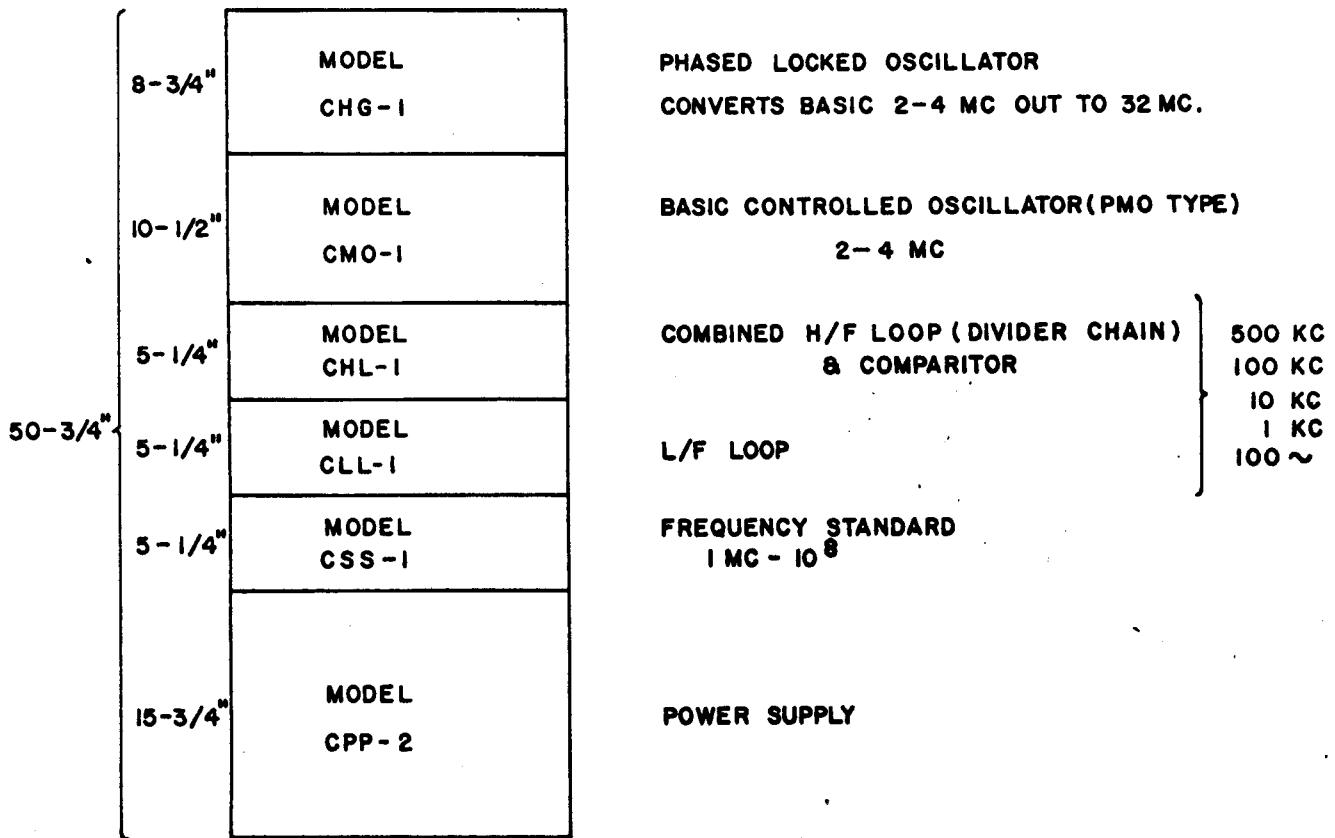 8-3/4"
MODEL
CHG-1
PHASED LOCKED OSCILLATOR
CONVERTS BASIC 2-4 MC OUT TO 32 MC.
10-1/2"
MODEL
CMO-1
BASIC CONTROLLED OSCILLATOR (PMO TYPE)
2-4 MC
5-1/4"
MODEL
CHL-1
COMBINED H/F LOOP (DIVIDER CHAIN)
& COMPARITOR
500 KC
100 KC
10 KC
1 KC
100 ~
50-3/4"
5-1/4"
MODEL
CLL-1
L/F LOOP
5-1/4"
MODEL
CSS-1
FREQUENCY STANDARD
1 MC - 10⁸
15-3/4"
MODEL
CPP-2
POWER SUPPLY